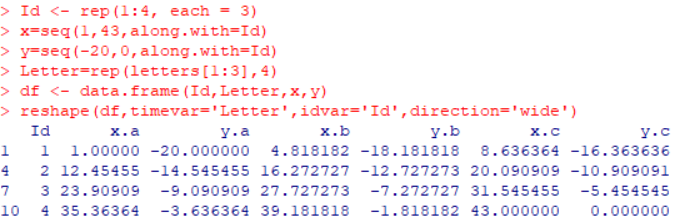 > Id <- rep(1:4, each = 3)
> x=seq(1,43,along.with=Id)
> y=seq(-20,0,along.with=Id)
> Letter=rep(letters[1:3],4)
> df <- data.frame(Id,Letter,x,y)
> reshape(df,timevar='Letter',idvar='Id',direction='wide')
   Id      x.a        y.a       x.b        y.b       x.c        y.c
1   1  1.00000 -20.000000  4.818182 -18.181818  8.636364 -16.363636
4   2 12.45455 -14.545455 16.272727 -12.727273 20.090909 -10.909091
7   3 23.90909  -9.090909 27.727273  -7.272727 31.545455  -5.454545
10  4 35.36364  -3.636364 39.181818  -1.818182 43.000000   0.000000